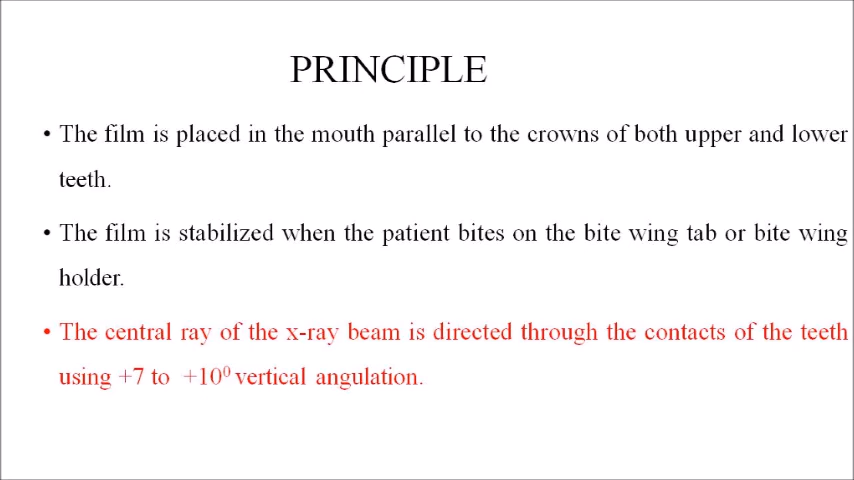 PRINCIPLE
• The film is placed in the mouth parallel to the crowns of both upper and lower
teeth.
• The film is stabilized when the patient bites on the bite wing tab or bite wing
holder.
• The central ray of the x-ray beam is directed through the contacts of the teeth
using +7 to +10⁰ vertical angulation.